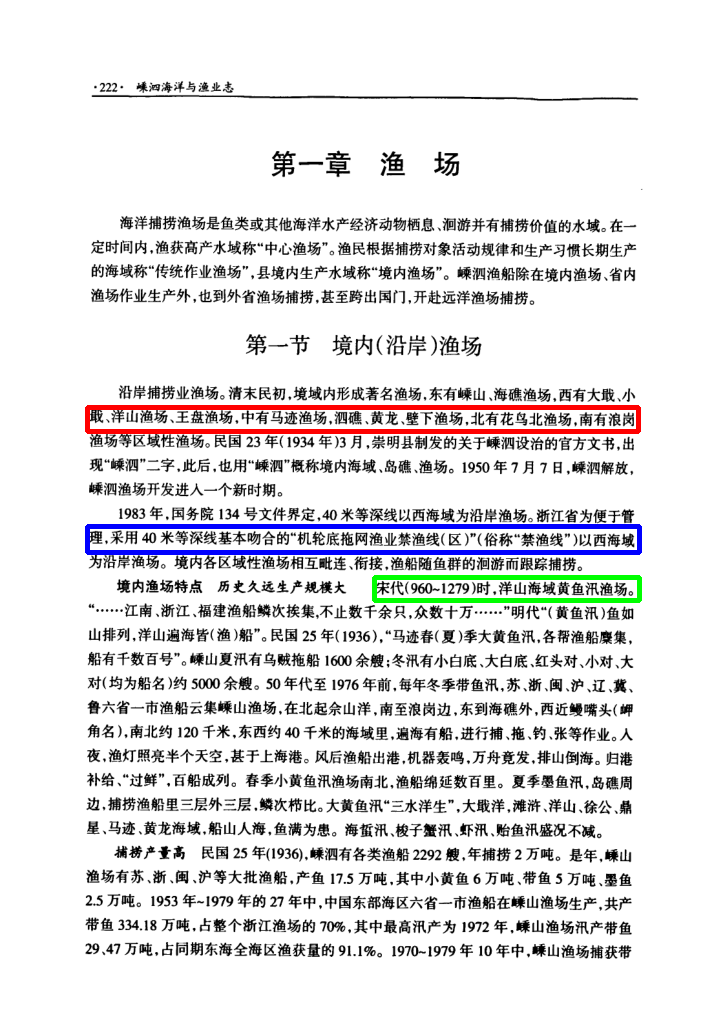 ·222· 嵊泗海洋与渔业志
第一章 渔 场
海洋捕捞渔场是鱼类或其他海洋水产经济动物栖息、洄游并有捕捞价值的水域。在一
定时间内,渔获高产水域称“中心渔场”。渔民根据捕捞对象活动规律和生产习惯长期生产
的海域称“传统作业渔场”,县境内生产水域称“境内渔场”。嵊泗渔船除在境内渔场、省内
渔场作业生产外,也到外省渔场捕捞,甚至跨出国门,开赴远洋渔场捕捞。
第一节 境内(沿岸)渔场
沿岸捕捞业渔场。清末民初,境域内形成著名渔场,东有嵊山、海礁渔场,西有大戢、小
戢、洋山渔场、王盘渔场,中有马迹渔场,泗礁、黄龙、壁下渔场,北有花鸟北渔场,南有浪岗
渔场等区域性渔场。民国 23 年(1934 年)3 月,崇明县制发的关于嵊泗设治的官方文书,出
现“嵊泗”二字,此后,也用“嵊泗”概称境内海域、岛礁、渔场。1950 年 7 月 7 日,嵊泗解放,
嵊泗渔场开发进入一个新时期。
1983 年,国务院 134 号文件界定,40 米等深线以西海域为沿岸渔场。浙江省为便于管
理,采用 40 米等深线基本吻合的“机轮底拖网渔业禁渔线(区)”(俗称“禁渔线”)以西海域
为沿岸渔场。境内各区域性渔场相互毗连、衔接,渔船随鱼群的洄游而跟踪捕捞。
境内渔场特点 历史久远生产规模大 宋代(960~1279)时,洋山海域黄鱼汛渔场。
“……江南、浙江、福建渔船鳞次挨集,不止数千余只,众数十万……”明代“(黄鱼汛)鱼如
山排列,洋山遍海皆(渔)船”。民国 25 年(1936),“马迹春(夏)季大黄鱼汛,各帮渔船麇集,
船有千数百号”。嵊山夏汛有乌贼拖船 1600 余艘;冬汛有小白底、大白底、红头对、小对、大
对(均为船名)约 5000 余艘。50 年代至 1976 年前,每年冬季带鱼汛,苏、浙、闽、沪、辽、冀、
鲁六省一市渔船云集嵊山渔场,在北起佘山洋,南至浪岗边,东到海礁外,西近鳗嘴头(岬
角名),南北约 120 千米,东西约 40 千米的海域里,遍海有船,进行捕、拖、钓、张等作业。入
夜,渔灯照亮半个天空,甚于上海港。风后渔船出港,机器轰鸣,万舟竟发,排山倒海。归港
补给、“过鲜”,百船成列。春季小黄鱼汛渔场南北,渔船绵延数百里。夏季墨鱼汛,岛礁周
边,捕捞渔船里三层外三层,鳞次栉比。大黄鱼汛“三水洋生”,大戢洋,滩浒、洋山、徐公、鼎
星、马迹、黄龙海域,船山人海,鱼满为患。海蜇汛、梭子蟹汛、虾汛、鲐鱼汛盛况不减。
捕捞产量高 民国 25 年(1936),嵊泗有各类渔船 2292 艘,年捕捞 2 万吨。是年,嵊山
渔场有苏、浙、闽、沪等大批渔船,产鱼 17.5 万吨,其中小黄鱼 6 万吨、带鱼 5 万吨、墨鱼
2.5 万吨。1953 年~1979 年的 27 年中,中国东部海区六省一市渔船在嵊山渔场生产,共产
带鱼 334.18 万吨,占整个浙江渔场的 70%,其中最高汛产为 1972 年,嵊山渔场汛产带鱼
29、47 万吨,占同期东海全海区渔获量的 91.1%。1970~1979 年 10 年中,嵊山渔场捕获带